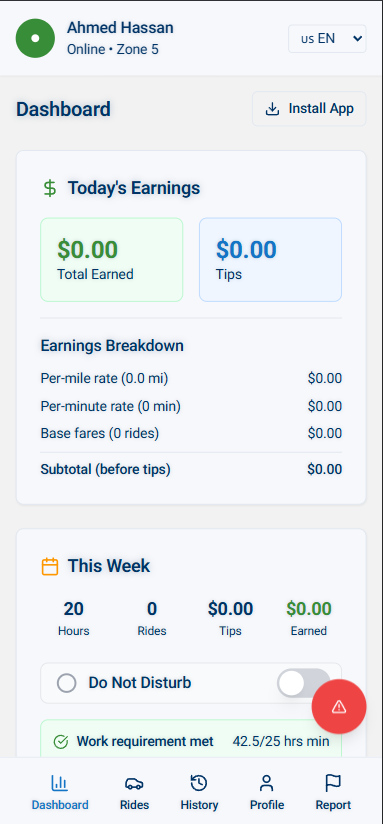 Ahmed Hassan
Online • Zone 5
US EN
Dashboard
Install App
Today's Earnings
$0.00
Total Earned
$0.00
Tips
Earnings Breakdown
Per-mile rate (0.0 mi) $0.00
Per-minute rate (0 min) $0.00
Base fares (0 rides) $0.00
Subtotal (before tips) $0.00
This Week
20 0 $0.00 $0.00
Hours Rides Tips Earned
Do Not Disturb
Work requirement met 42.5/25 hrs min
Dashboard Rides History Profile Report